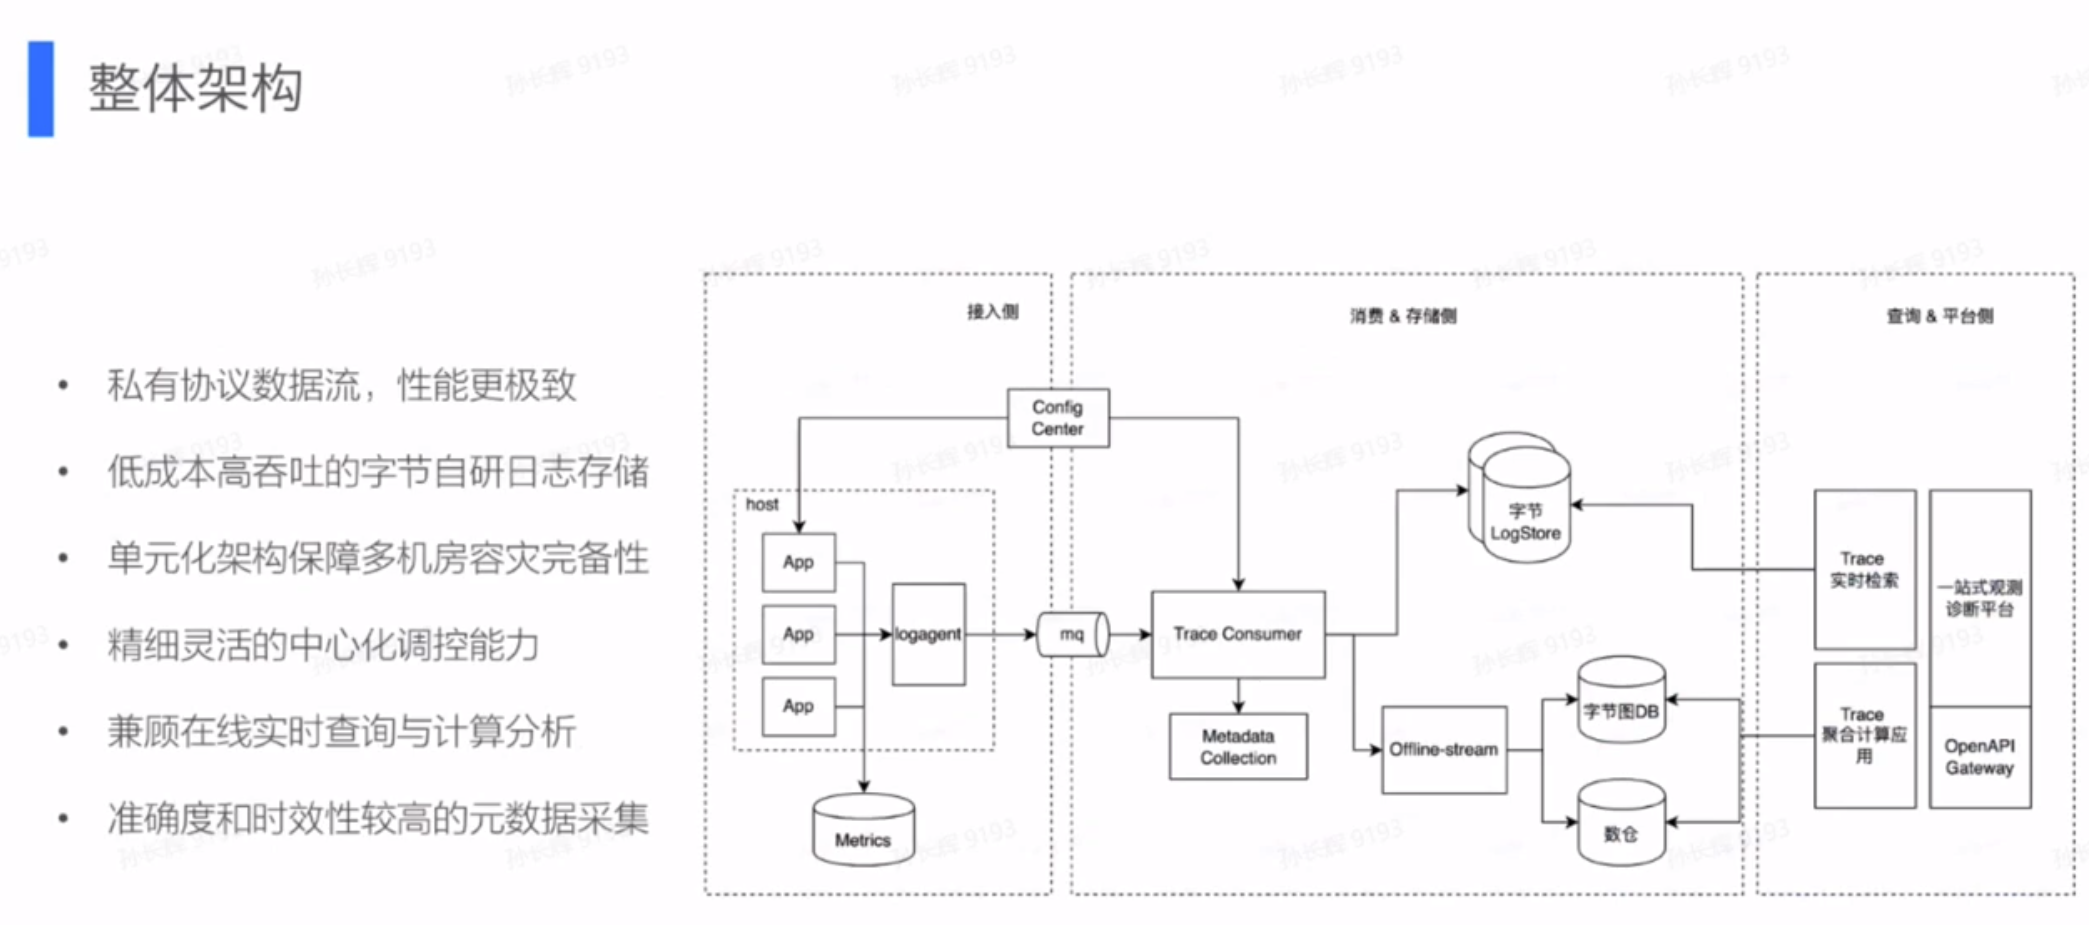 整体架构
• 私有协议数据流，性能更极致
• 低成本高吞吐的字节自研日志存储
• 单元化架构保障多机房容灾完备性
• 精细灵活的中心化调控能力
• 兼顾在线实时查询与计算分析
• 准确度和时效性较高的元数据采集
接入侧
Config
Center
host
App
App
App
logagent
Metrics
mq
消费 & 存储侧
Trace Consumer
Metadata
Collection
字节
LogStore
Offline-stream
字节图DB
数仓
查询 & 平台侧
Trace
实时检索
一站式观测
诊断平台
Trace
聚合计算应
用
OpenAPI
Gateway
孙长辉 9193